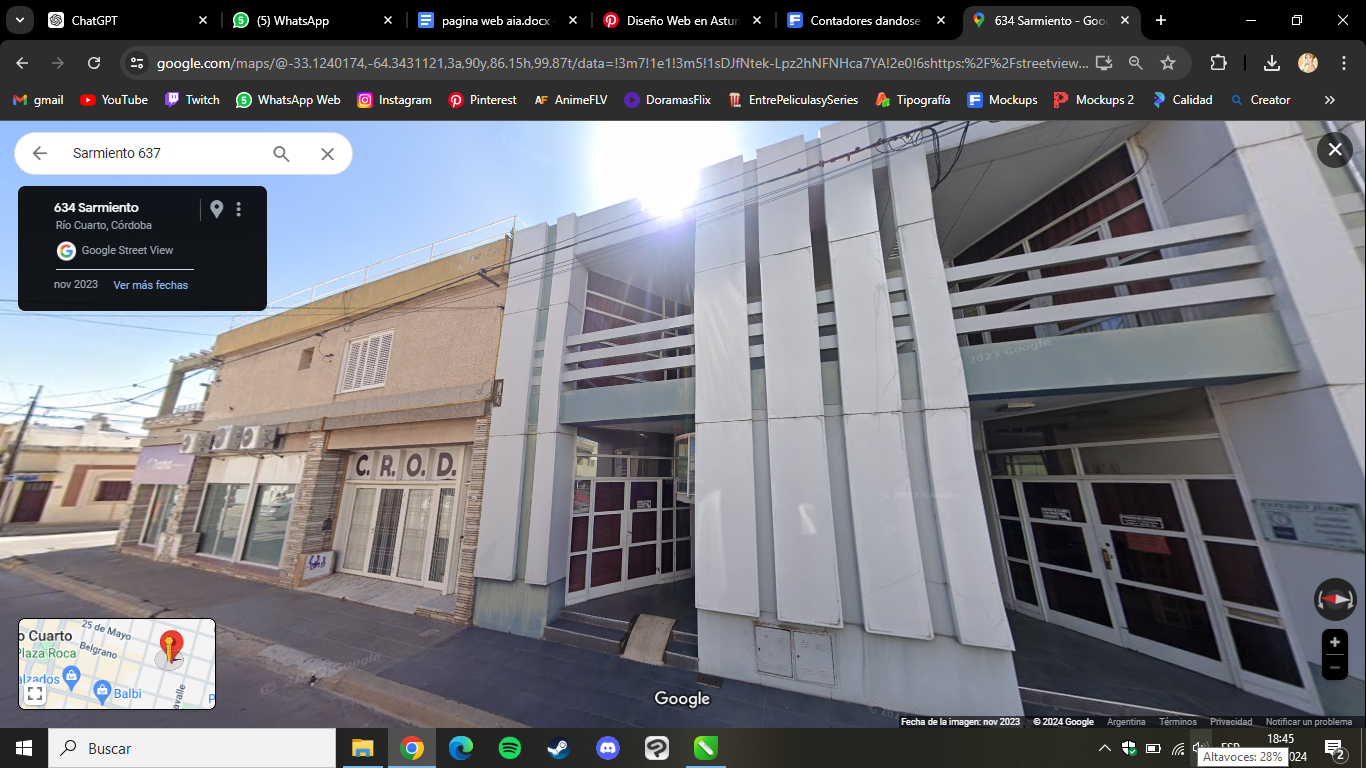 ChatGPT
(5) WhatsApp
pagina web aia.docx -
Diseño Web en Astur
Contadores dandose
634 Sarmiento - Goo
google.com/maps/@-33.1240174,-64.3431121,3a,90y,86.15h,99.87t/data=!3m7!1e1!3m5!1sDJfNtek-Lpz2hNFNHca7YA!2e0!6shttps:%2F%2Fstreetview...
gmail
YouTube
Twitch
WhatsApp Web
Instagram
Pinterest
AnimeFLV
DoramasFlix
EntrePeliculasySeries
Tipografía
Mockups
Mockups 2
Calidad
Creator
Sarmiento 637
634 Sarmiento
Río Cuarto, Córdoba
Google Street View
nov 2023
Ver más fechas
C. R. O. D.
© 2023 Google
o Cuarto
25 de Mayo
Plaza Roca
Belgrano
alzados
Balbi
avalle
Google
Fecha de la imagen: nov 2023
© 2024 Google
Argentina
Términos
Privacidad
Notificar un problema
Buscar
ESP
18:45
2024
2
Altavoces: 28%